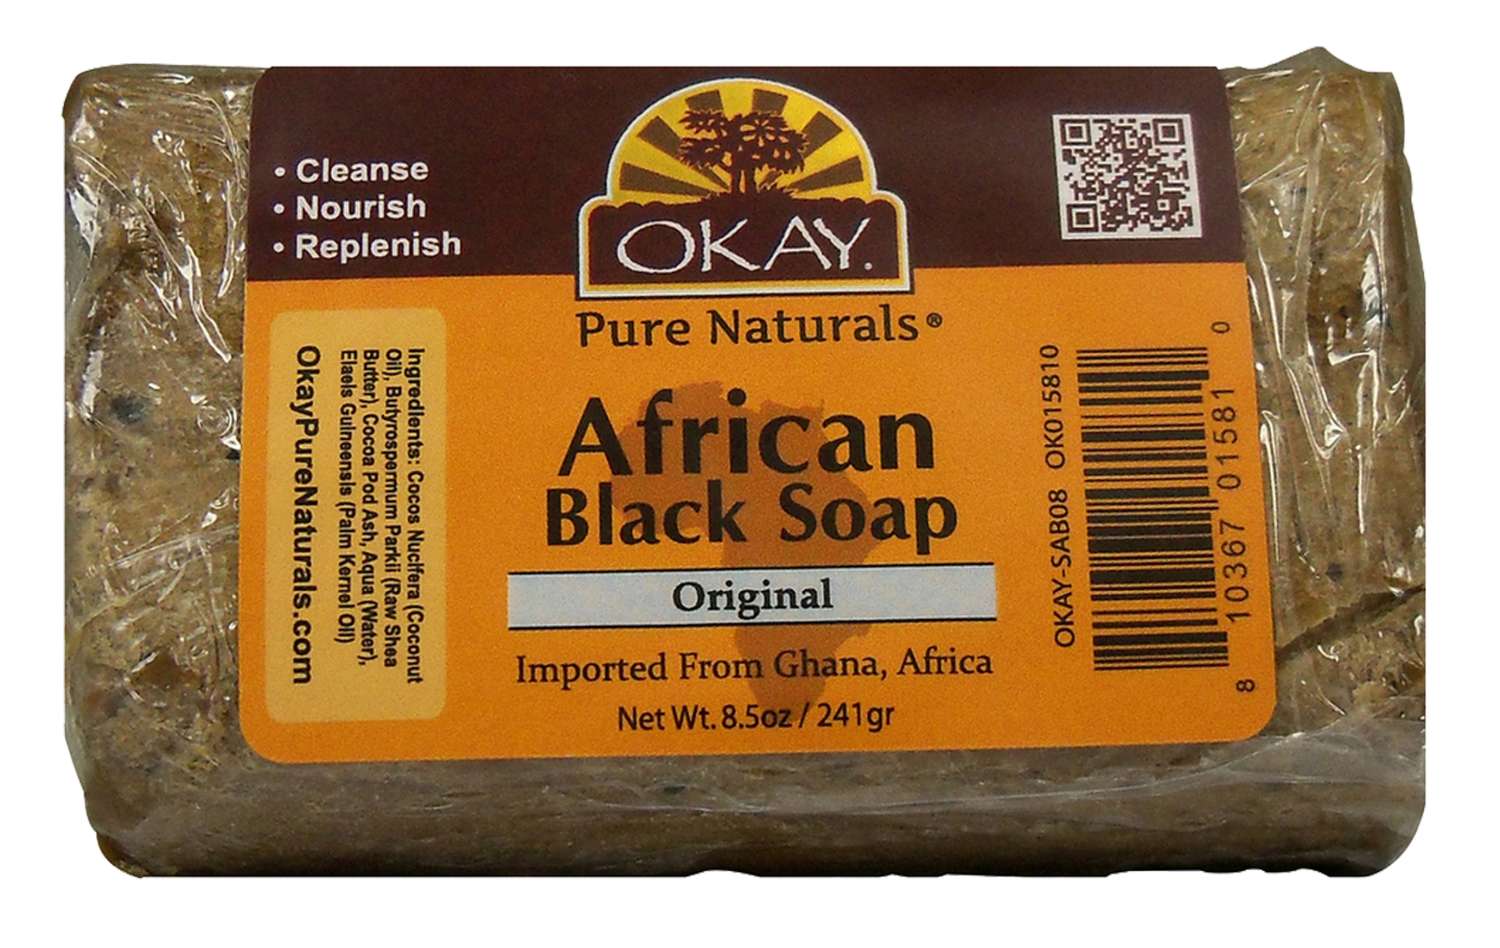 • Cleanse
• Nourish
• Replenish
OKAY.
Pure Naturals®
African
Black Soap
Original
Imported From Ghana, Africa
Net Wt. 8.5oz / 241gr
Ingredients: Cocos Nucifera (Coconut
Oil), Butyrospermum Parkii (Raw Shea
Butter), Cocoa Pod Ash, Aqua (Water),
Elaeis Guineensis (Palm Kernel Oil)
OkayPureNaturals.com
OKAY-SAB08 OK015810
8 10367 01581 0